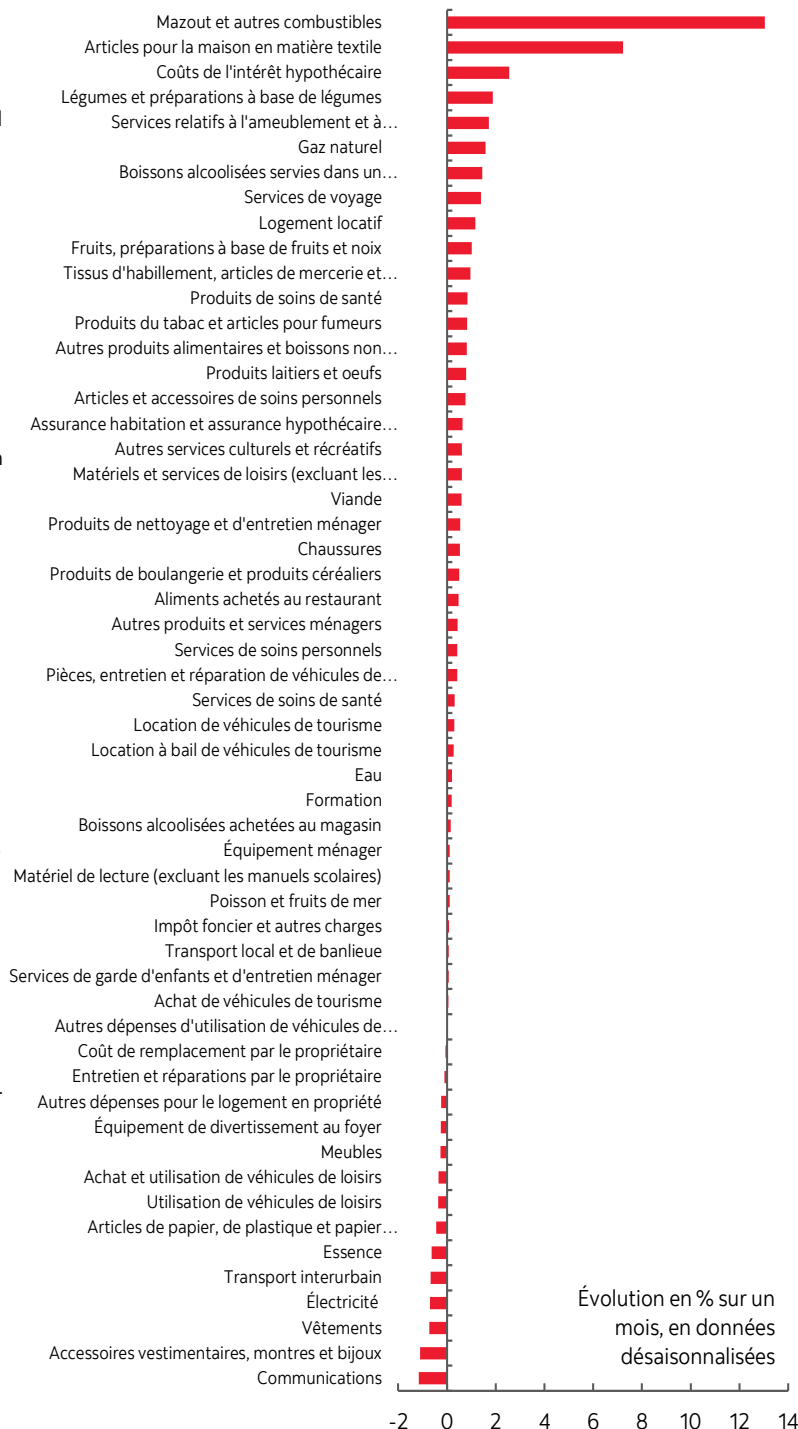 Mazout et autres combustibles
Articles pour la maison en matière textile
Coûts de l'intérêt hypothécaire
Légumes et préparations à base de légumes
Services relatifs à l'ameublement et à…
Gaz naturel
Boissons alcoolisées servies dans un…
Services de voyage
Logement locatif
Fruits, préparations à base de fruits et noix
Tissus d'habillement, articles de mercerie et…
Produits de soins de santé
Produits du tabac et articles pour fumeurs
Autres produits alimentaires et boissons non…
Produits laitiers et oeufs
Articles et accessoires de soins personnels
Assurance habitation et assurance hypothécaire…
Autres services culturels et récréatifs
Matériels et services de loisirs (excluant les…
Viande
Produits de nettoyage et d'entretien ménager
Chaussures
Produits de boulangerie et produits céréaliers
Aliments achetés au restaurant
Autres produits et services ménagers
Services de soins personnels
Pièces, entretien et réparation de véhicules de…
Services de soins de santé
Location de véhicules de tourisme
Location à bail de véhicules de tourisme
Eau
Formation
Boissons alcoolisées achetées au magasin
Équipement ménager
Matériel de lecture (excluant les manuels scolaires)
Poisson et fruits de mer
Impôt foncier et autres charges
Transport local et de banlieue
Services de garde d'enfants et d'entretien ménager
Achat de véhicules de tourisme
Autres dépenses d'utilisation de véhicules de…
Coût de remplacement par le propriétaire
Entretien et réparations par le propriétaire
Autres dépenses pour le logement en propriété
Équipement de divertissement au foyer
Meubles
Achat et utilisation de véhicules de loisirs
Utilisation de véhicules de loisirs
Articles de papier, de plastique et papier…
Essence
Transport interurbain
Électricité
Vêtements
Accessoires vestimentaires, montres et bijoux
Communications
Évolution en % sur un
mois, en données
désaisonnalisées
-2 0 2 4 6 8 10 12 14